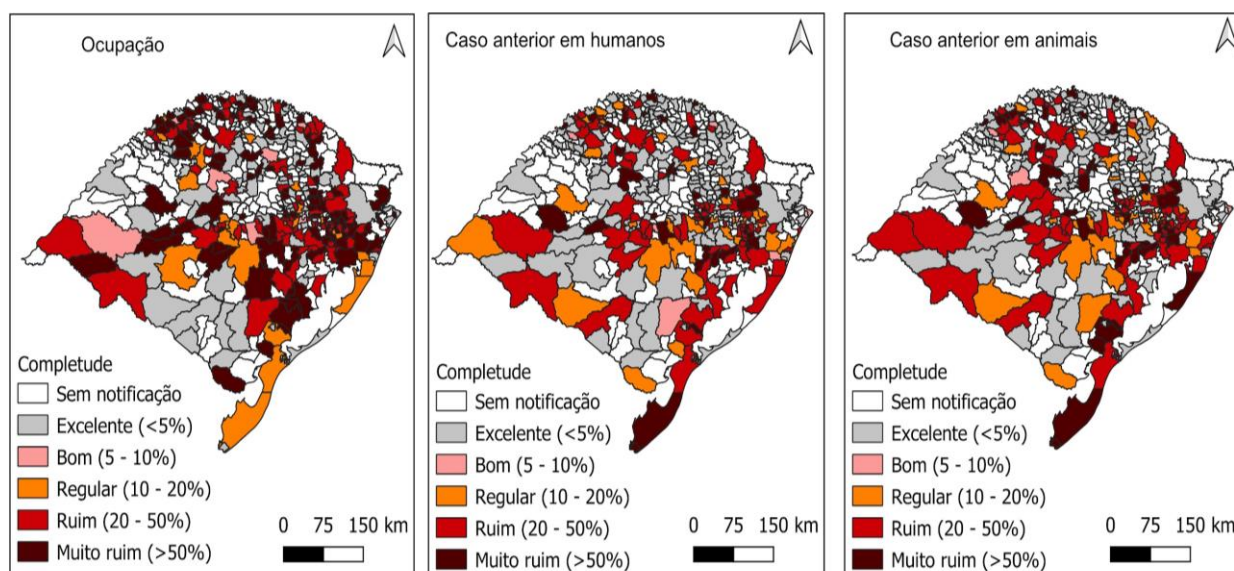 Ocupação
Completude
Sem notificação
Excelente (<5%)
Bom (5 - 10%)
Regular (10 - 20%)
Ruim (20 - 50%)
Muito ruim (>50%)
0 75 150 km
Caso anterior em humanos
Completude
Sem notificação
Excelente (<5%)
Bom (5 - 10%)
Regular (10 - 20%)
Ruim (20 - 50%)
Muito ruim (>50%)
0 75 150 km
Caso anterior em animais
Completude
Sem notificação
Excelente (<5%)
Bom (5 - 10%)
Regular (10 - 20%)
Ruim (20 - 50%)
Muito ruim (>50%)
0 75 150 km